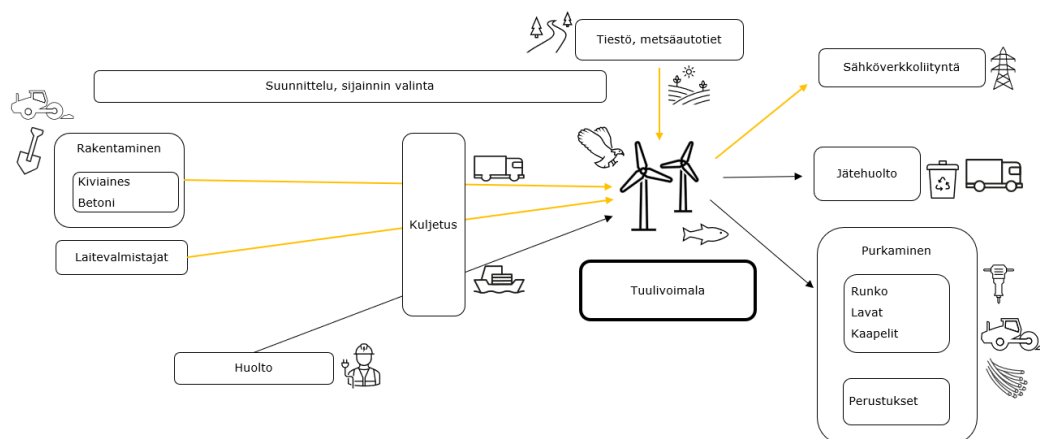 Tiestö, metsäautotiet
Sähköverkkoliityntä
Suunnittelu, sijainnin valinta
Rakentaminen
Kiviaines
Betoni
Kuljetus
Jätehuolto
Laitevalmistajat
Purkaminen
Tuulivoimala
Runko
Lavat
Kaapelit
Huolto
Perustukset